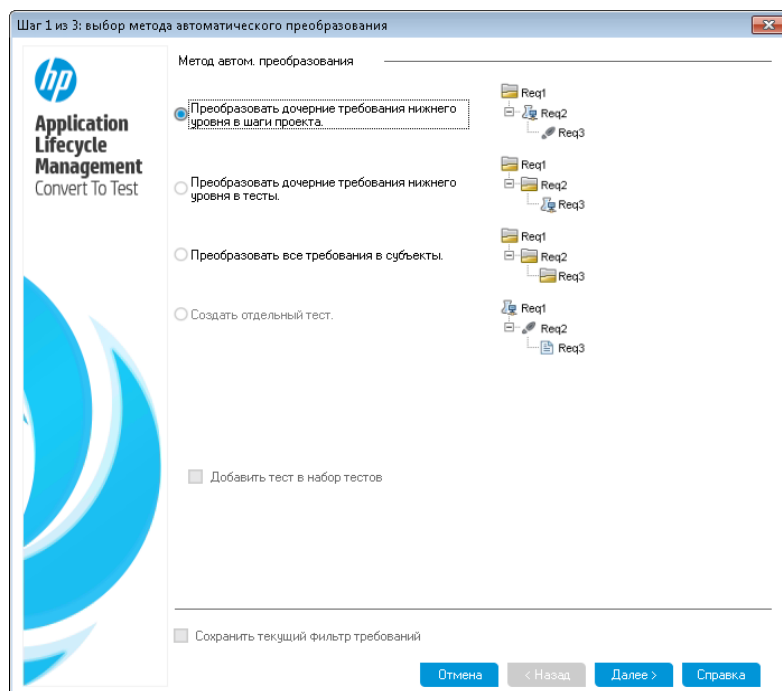 Шаг 1 из 3: выбор метода автоматического преобразования
hp
Application
Lifecycle
Management
Convert To Test
Метод автом. преобразования
Преобразовать дочерние требования нижнего
уровня в шаги проекта.
Req1
Req2
Req3
Преобразовать дочерние требования нижнего
уровня в тесты.
Req1
Req2
Req3
Преобразовать все требования в субъекты.
Req1
Req2
Req3
Создать отдельный тест.
Req1
Req2
Req3
Добавить тест в набор тестов
Сохранить текущий фильтр требований
Отмена
< Назад
Далее >
Справка